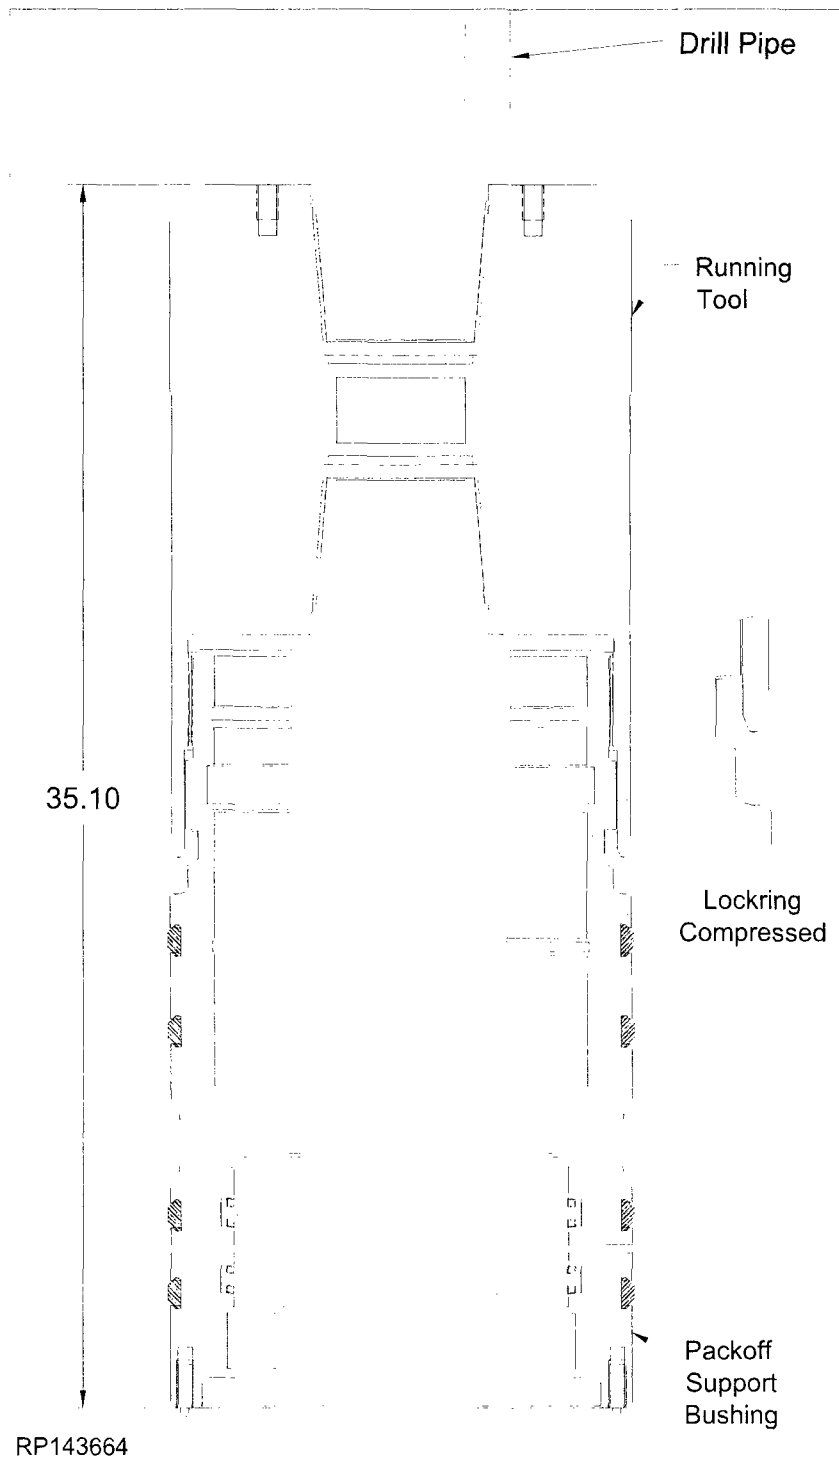 Drill Pipe
Running
Tool
35.10
Lockring
Compressed
Packoff
Support
Bushing
RP143664